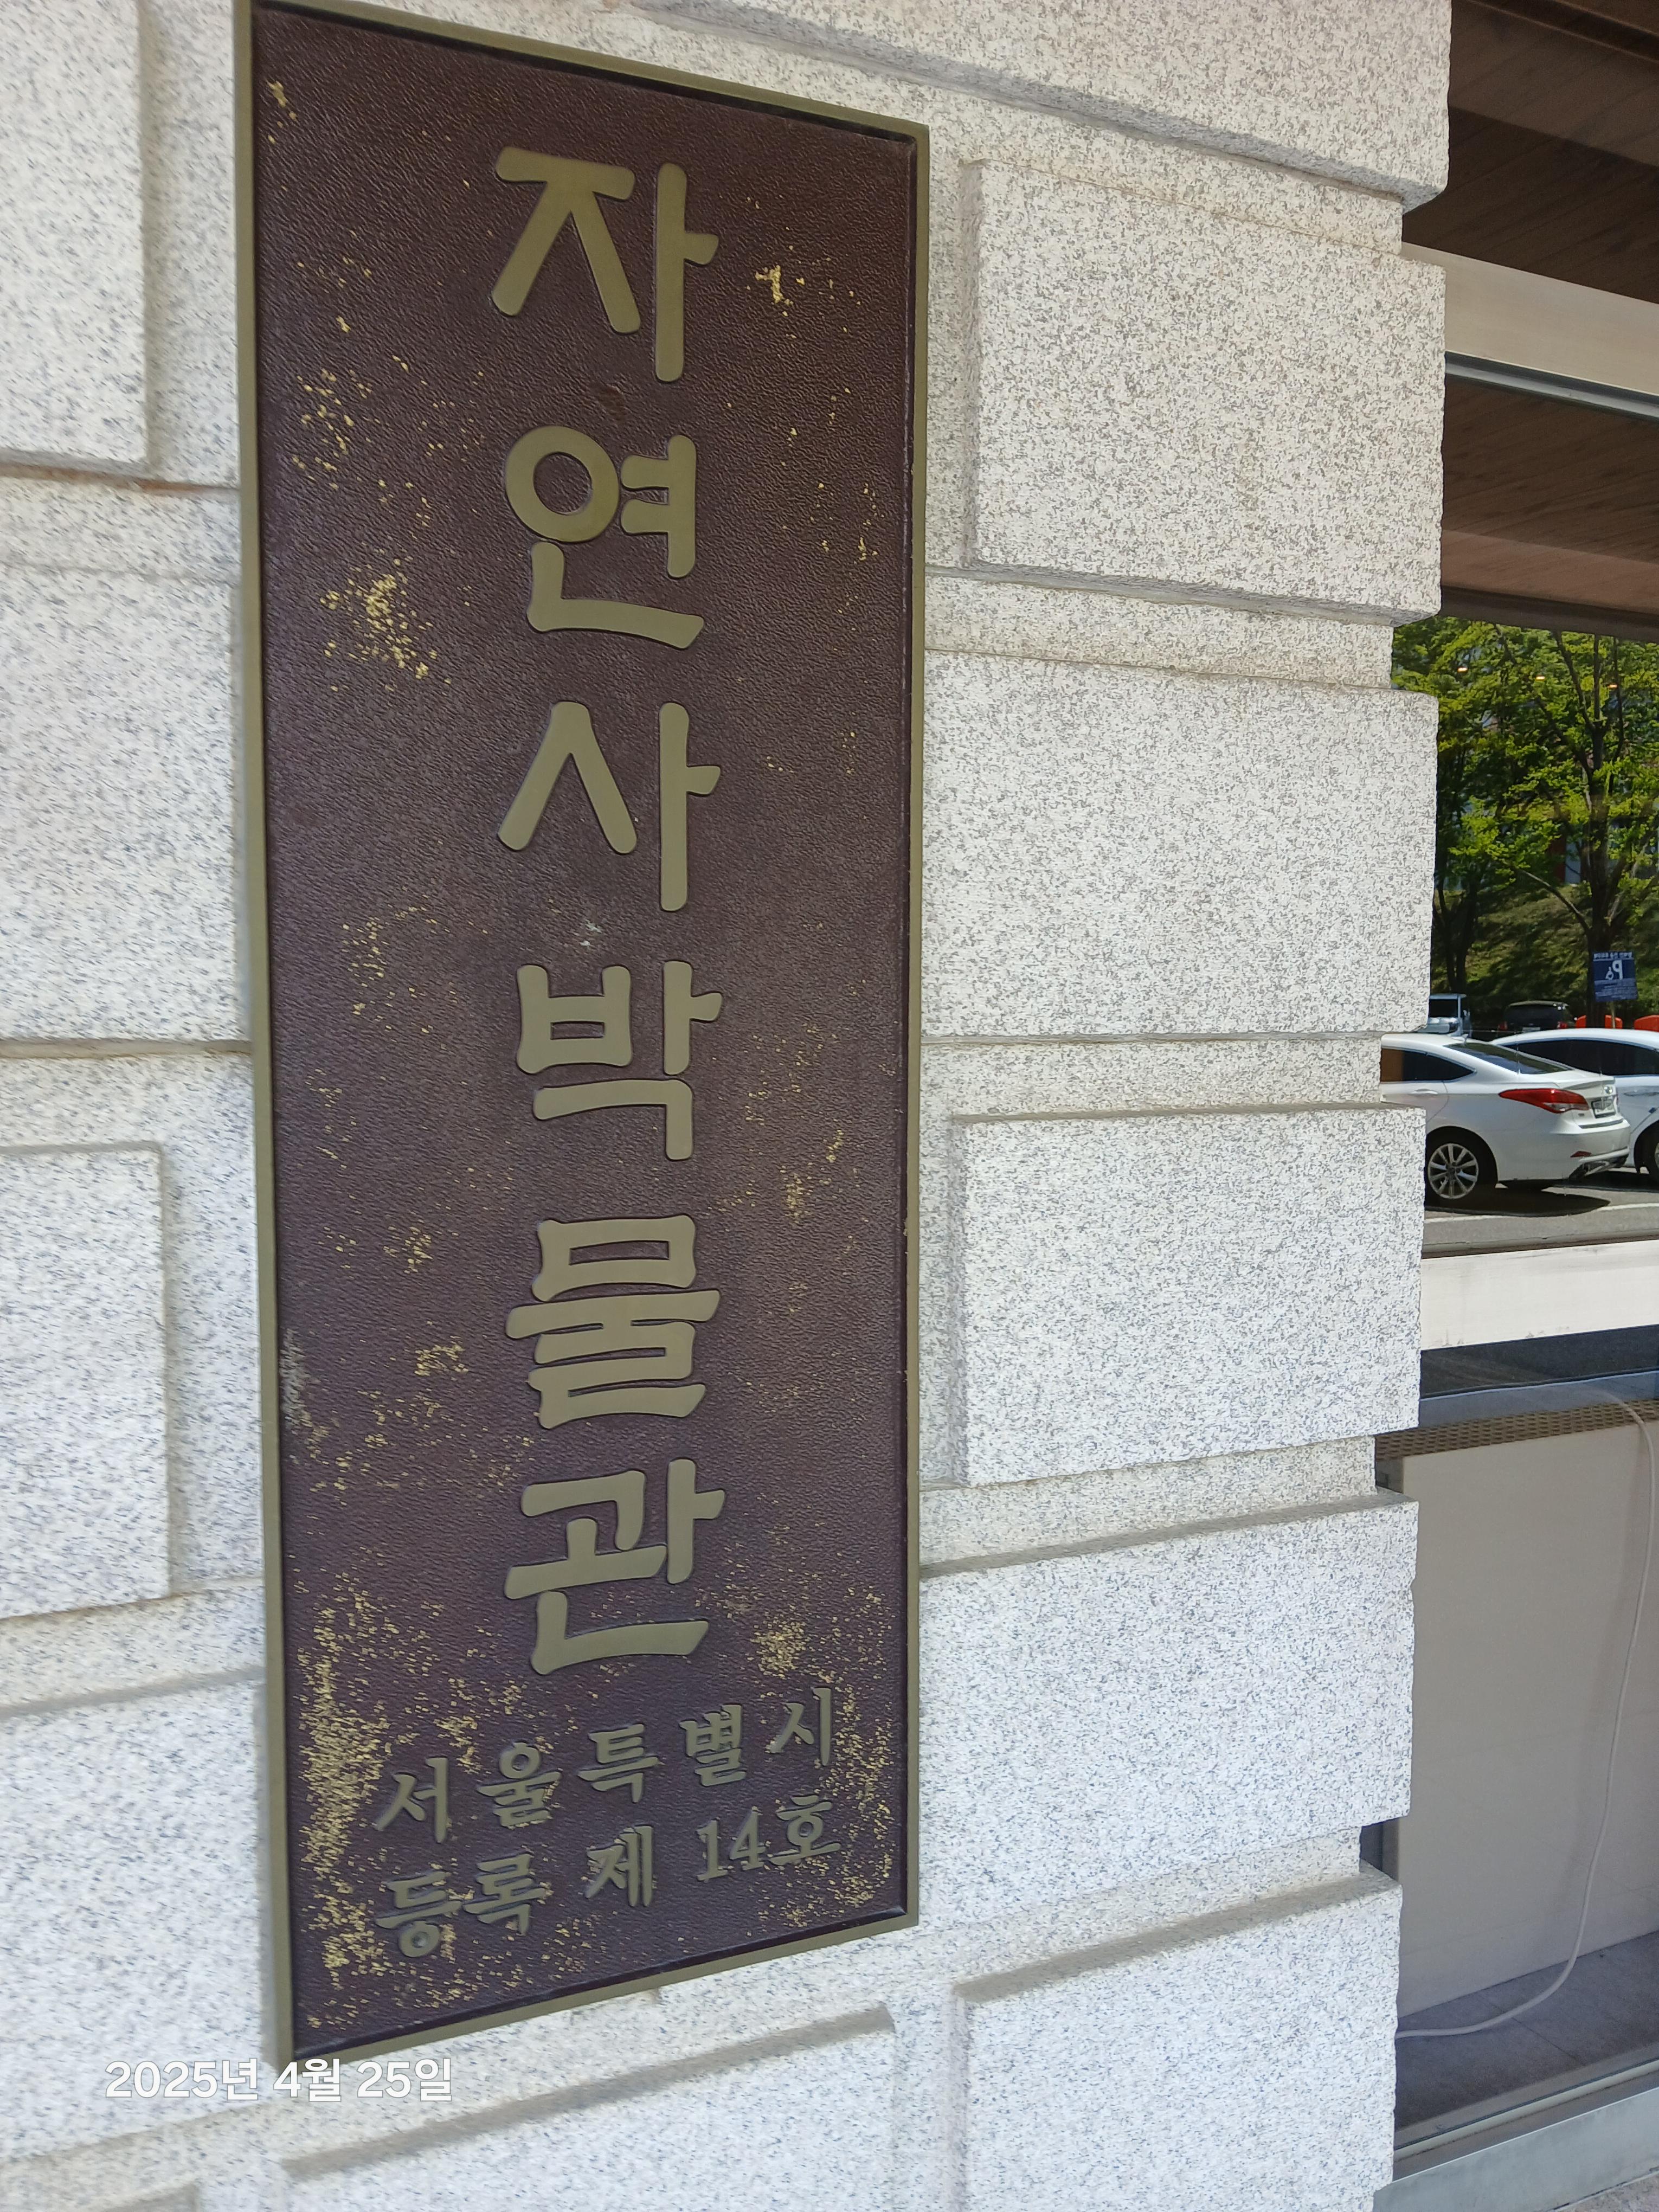 자연사박물관
서울특별시
등록 제 14호
2025년 4월 25일